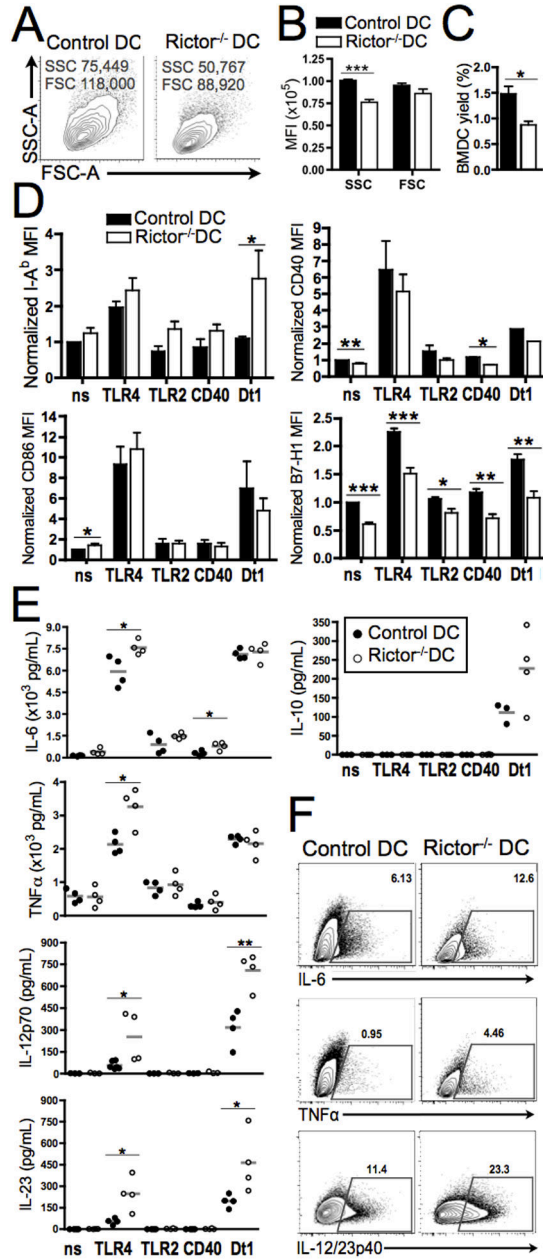 A
Control DC
Rictor-/- DC
SSC 75,449
FSC 118,000
SSC 50,767
FSC 88,920
SSC-A
FSC-A
B
Control DC
Rictor-/-DC
MFI (x10⁵)
1.25
1.00
0.75
0.50
0.25
0.00
***
SSC
FSC
C
BMDC yield (%)
2.0
1.5
1.0
0.5
0.0
*
D
Control DC
Rictor-/-DC
Normalized I-Aᵇ MFI
4
3
2
1
0
*
ns
TLR4
TLR2
CD40
Dt1
Normalized CD40 MFI
9
8
7
6
5
4
3
2
1
0
**
*
ns
TLR4
TLR2
CD40
Dt1
Normalized CD86 MFI
14
12
10
8
6
4
2
0
*
ns
TLR4
TLR2
CD40
Dt1
Normalized B7-H1 MFI
2.5
2.0
1.5
1.0
0.5
0.0
***
***
*
**
**
ns
TLR4
TLR2
CD40
Dt1
E
IL-6 (x10³ pg/mL)
9.0
7.5
6.0
4.5
3.0
1.5
0.0
*
*
IL-10 (pg/mL)
350
300
250
200
150
100
50
0
Control DC
Rictor-/-DC
ns
TLR4
TLR2
CD40
Dt1
TNFα (x10³ pg/mL)
4
3
2
1
0
*
IL-12p70 (pg/mL)
900
750
600
450
300
150
0
*
**
IL-23 (pg/mL)
900
750
600
450
300
150
0
*
*
ns
TLR4
TLR2
CD40
Dt1
F
Control DC
Rictor-/- DC
6.13
12.6
IL-6
0.95
4.46
TNFα
11.4
23.3
IL-12/23p40